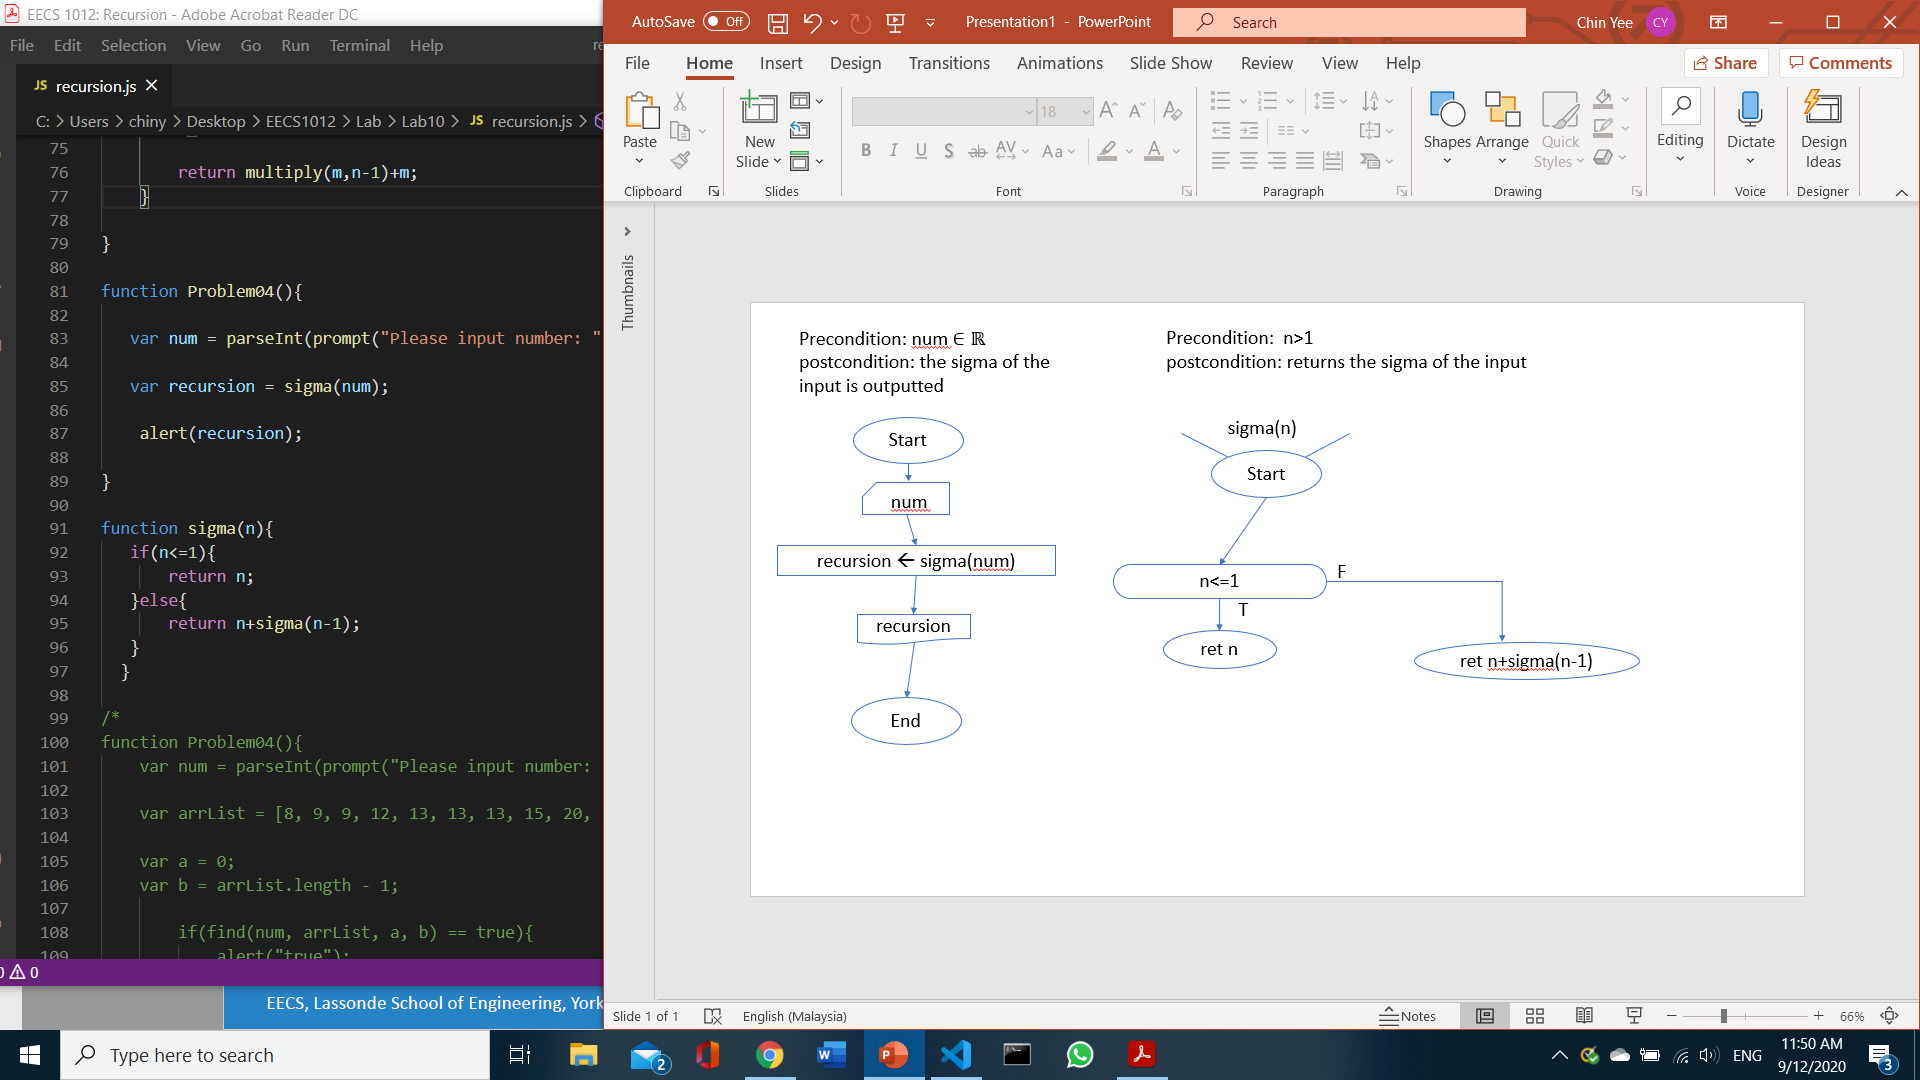 EECS 1012: Recursion - Adobe Acrobat Reader DC
File Edit Selection View Go Run Terminal Help re
JS recursion.js
C: > Users > chiny > Desktop > EECS1012 > Lab > Lab10 > JS recursion.js >
75
76 return multiply(m,n-1)+m;
77 }
78
79 }
80
81 function Problem04(){
82
83 var num = parseInt(prompt("Please input number: "
84
85 var recursion = sigma(num);
86
87 alert(recursion);
88
89 }
90
91 function sigma(n){
92 if(n<=1){
93 return n;
94 }else{
95 return n+sigma(n-1);
96 }
97 }
98
99 /*
100 function Problem04(){
101 var num = parseInt(prompt("Please input number:
102
103 var arrList = [8, 9, 9, 12, 13, 13, 13, 15, 20,
104
105 var a = 0;
106 var b = arrList.length - 1;
107
108 if(find(num, arrList, a, b) == true){
109 alert("true");
0 0
EECS, Lassonde School of Engineering, York
AutoSave Off Presentation1 - PowerPoint Search Chin Yee CY
File Home Insert Design Transitions Animations Slide Show Review View Help Share Comments
Paste
Clipboard
New Slide
Slides
18
B I U S ab AV Aa A
Font
Paragraph
Shapes Arrange Quick Styles
Drawing
Editing
Dictate
Voice
Design Ideas
Designer
Thumbnails
Precondition: num ∈ ℝ
postcondition: the sigma of the
input is outputted
Start
num
recursion ← sigma(num)
recursion
End
Precondition: n>1
postcondition: returns the sigma of the input
sigma(n)
Start
n<=1
F
T
ret n
ret n+sigma(n-1)
Slide 1 of 1 English (Malaysia) Notes 66%
Type here to search
2
ENG
11:50 AM
9/12/2020
3